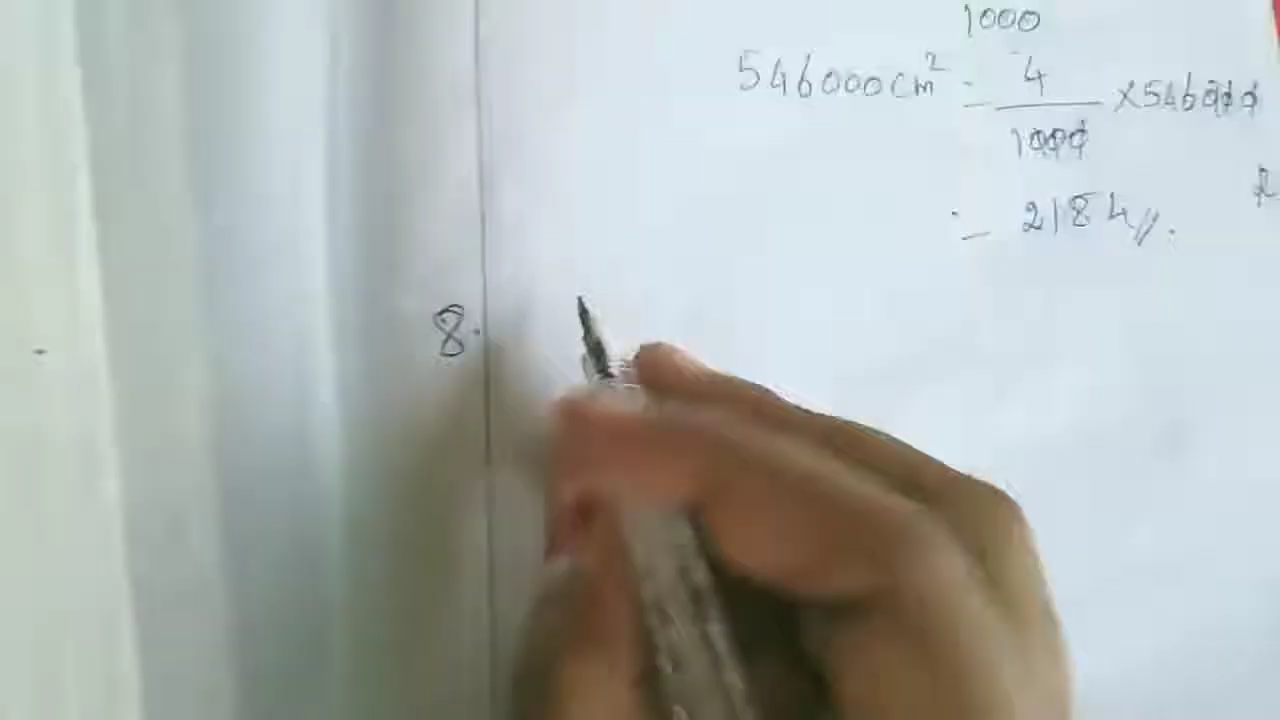 1000
546000cm² = 4/1000 ×546000
= 2184//.
8.